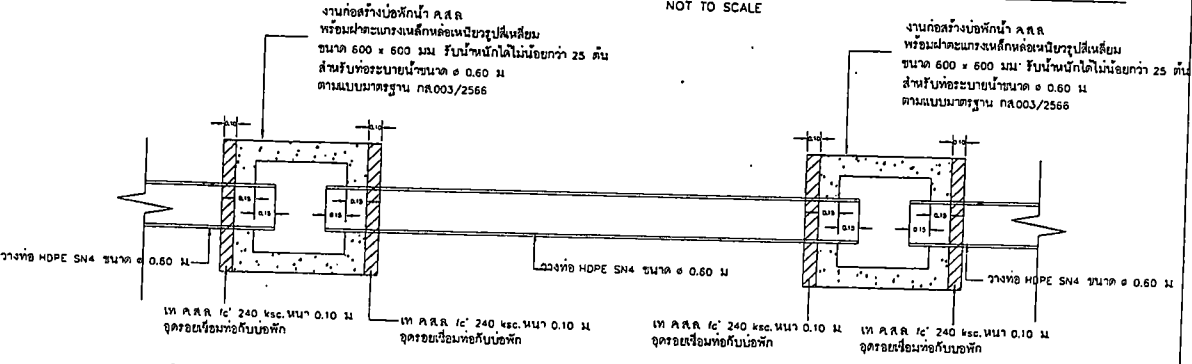 NOT TO SCALE
งานก่อสร้างบ่อพักน้ำ ค.ส.ล
พร้อมฝาตะแกรงเหล็กหล่อเหนียวรูปสี่เหลี่ยม
ขนาด 600 x 600 มม รับน้ำหนักได้ไม่น้อยกว่า 25 ตัน
สำหรับท่อระบายน้ำขนาด ø 0.60 ม
ตามแบบมาตรฐาน กส.003/2566
งานก่อสร้างบ่อพักน้ำ ค.ส.ล
พร้อมฝาตะแกรงเหล็กหล่อเหนียวรูปสี่เหลี่ยม
ขนาด 600 x 600 มม รับน้ำหนักได้ไม่น้อยกว่า 25 ตัน
สำหรับท่อระบายน้ำขนาด ø 0.60 ม
ตามแบบมาตรฐาน กส.003/2566
0.10
0.10
0.10
0.10
0.15
0.15
0.15
0.15
0.15
0.15
0.15
0.15
วางท่อ HDPE SN4 ขนาด ø 0.60 ม
วางท่อ HDPE SN4 ขนาด ø 0.60 ม
วางท่อ HDPE SN4 ขนาด ø 0.60 ม
เท ค.ส.ล fc' 240 ksc. หนา 0.10 ม
อุดรอยเชื่อมท่อกับบ่อพัก
เท ค.ส.ล fc' 240 ksc. หนา 0.10 ม
อุดรอยเชื่อมท่อกับบ่อพัก
เท ค.ส.ล fc' 240 ksc. หนา 0.10 ม
อุดรอยเชื่อมท่อกับบ่อพัก
เท ค.ส.ล fc' 240 ksc. หนา 0.10 ม
อุดรอยเชื่อมท่อกับบ่อพัก